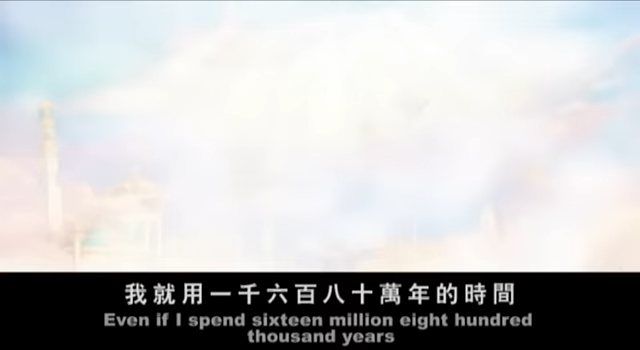 我就用一千六百八十萬年的時間
Even if I spend sixteen million eight hundred
thousand years